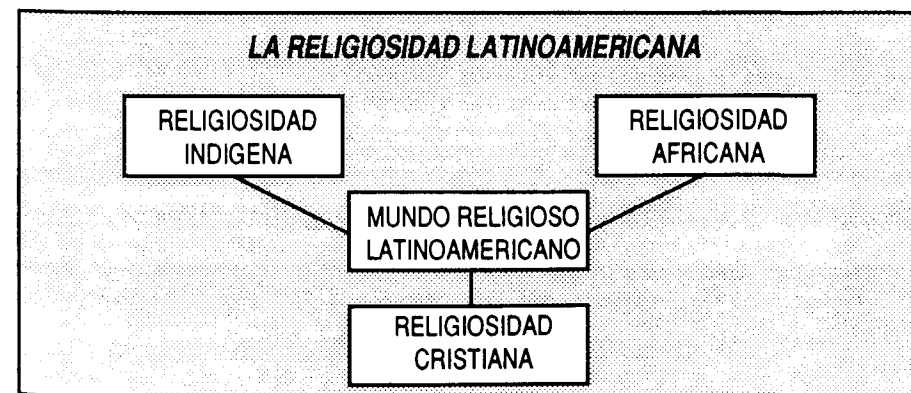 LA RELIGIOSIDAD LATINOAMERICANA
RELIGIOSIDAD
INDIGENA
RELIGIOSIDAD
AFRICANA
MUNDO RELIGIOSO
LATINOAMERICANO
RELIGIOSIDAD
CRISTIANA